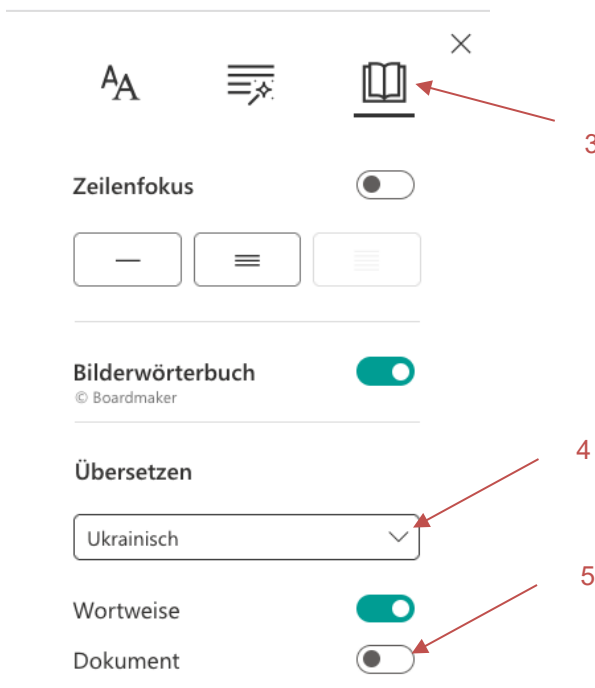 AA
3
Zeilenfokus
Bilderwörterbuch
© Boardmaker
Übersetzen
4
Ukrainisch
5
Wortweise
Dokument